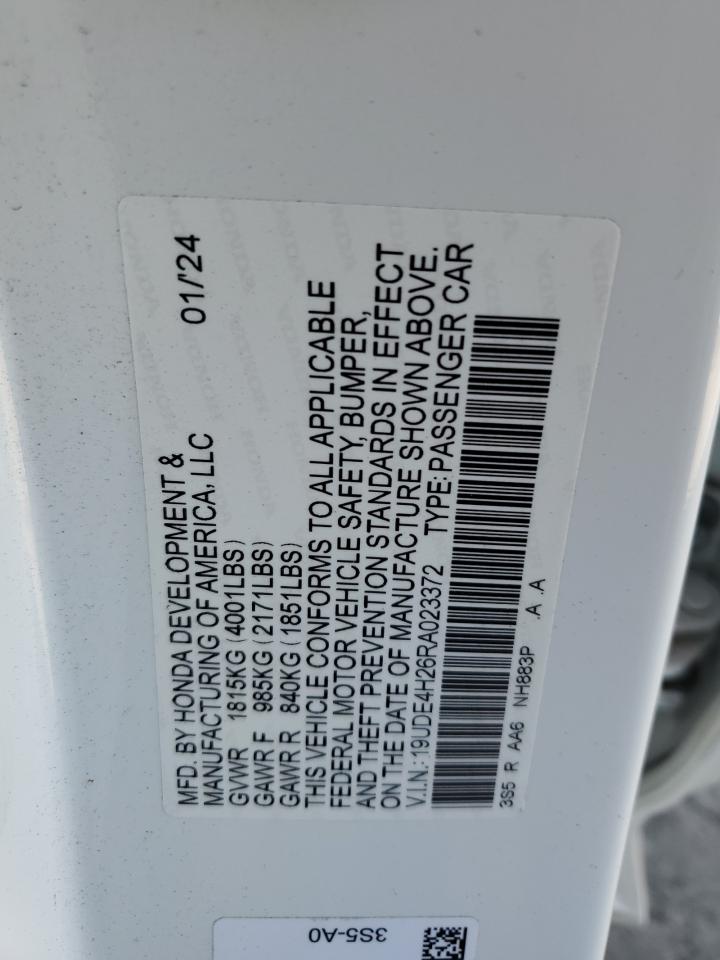 MFD. BY HONDA DEVELOPMENT &
MANUFACTURING OF AMERICA, LLC 01/'24
GVWR 1815KG (4001LBS)
GAWR F 985KG (2171LBS)
GAWR R 840KG (1851LBS)
THIS VEHICLE CONFORMS TO ALL APPLICABLE
FEDERAL MOTOR VEHICLE SAFETY, BUMPER,
AND THEFT PREVENTION STANDARDS IN EFFECT
ON THE DATE OF MANUFACTURE SHOWN ABOVE.
V.I.N.: 19UDE4H26RA023372 TYPE: PASSENGER CAR
3S5 R AA6 NH883P .A .A
3S5-A0